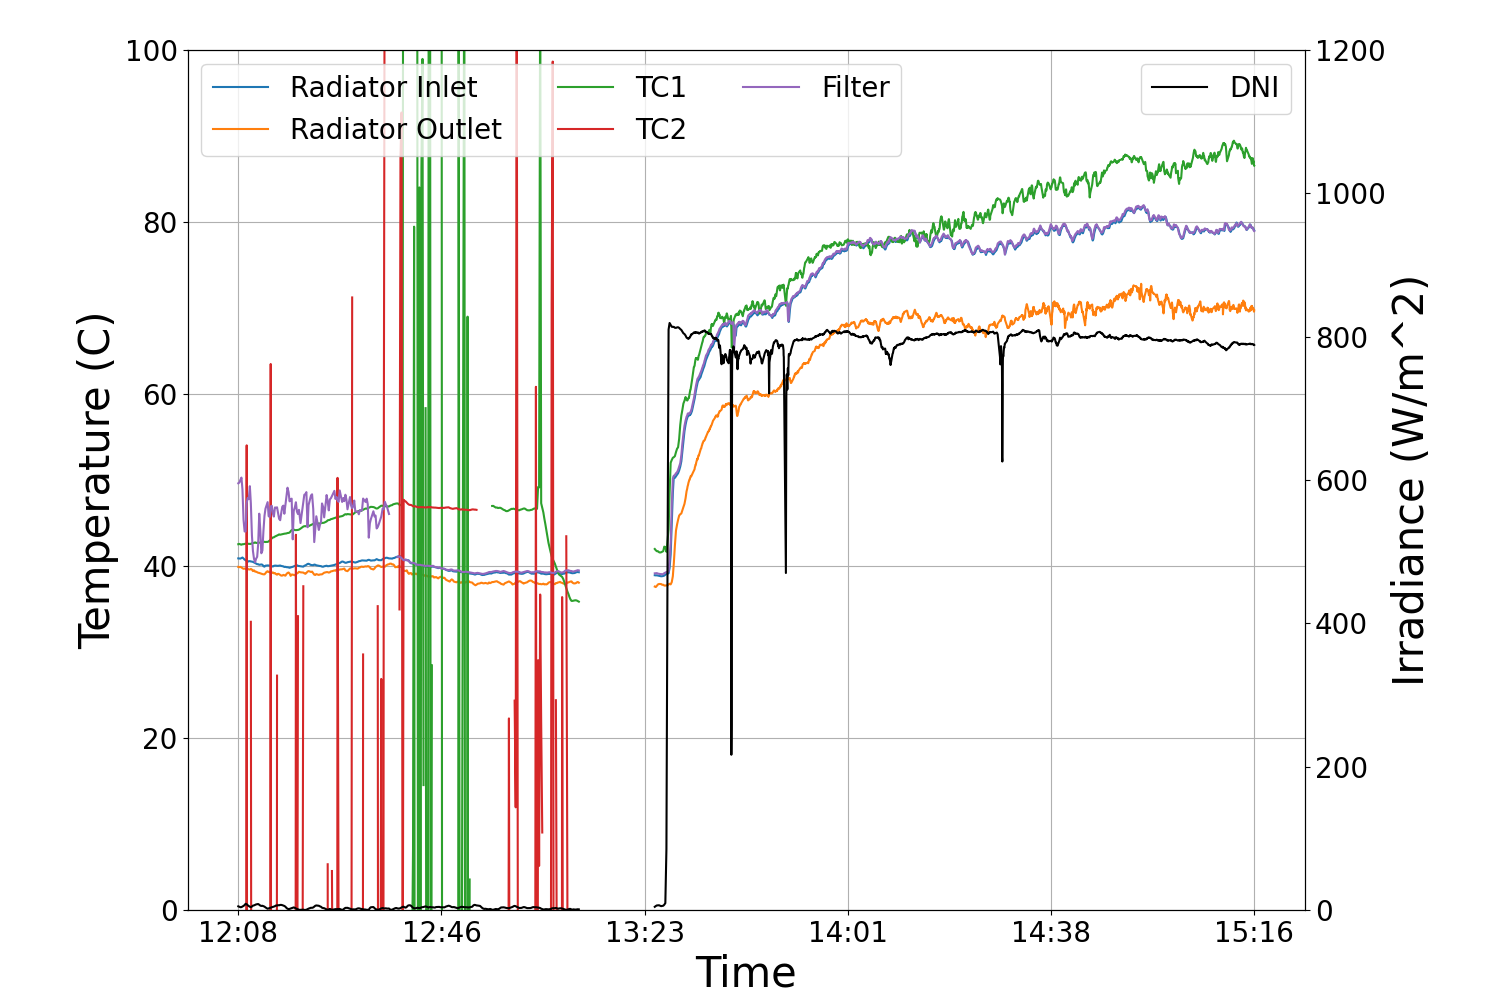 100
80
60
40
20
0
Temperature (C)
Radiator Inlet
Radiator Outlet
TC1
TC2
Filter
DNI
1200
1000
800
600
400
200
0
Irradiance (W/m^2)
12:08 12:46 13:23 14:01 14:38 15:16
Time